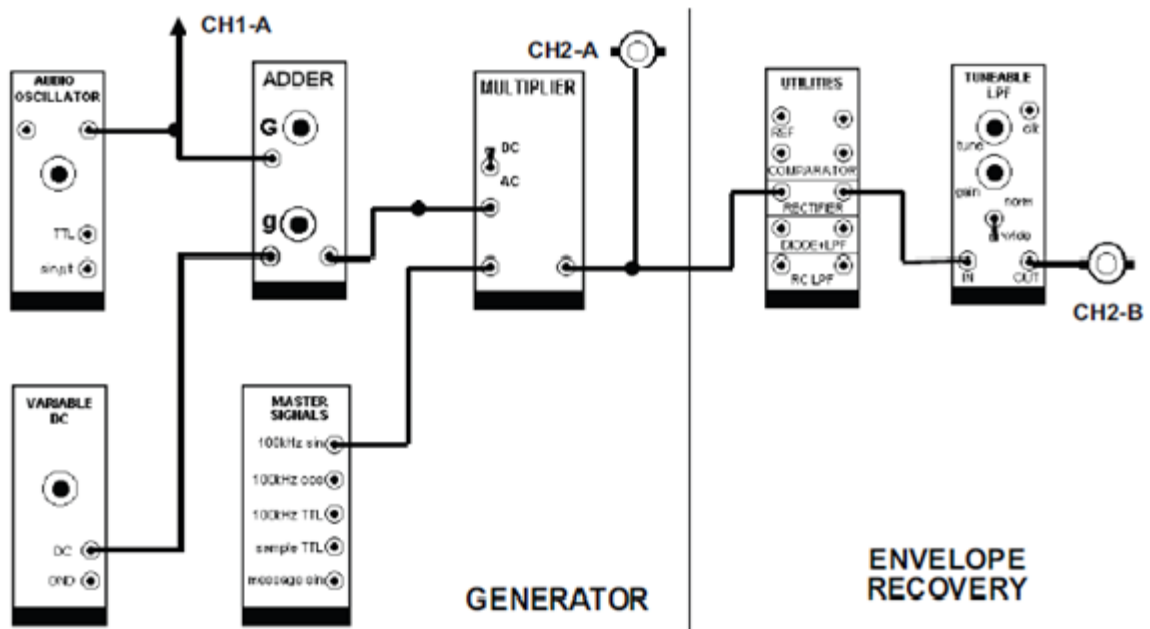 CH1-A
AUDIO
OSCILLATOR
TTL
ADDER
G
g
MULTIPLIER
DC
AC
CH2-A
UTILITIES
REF
COMPARATOR
RECTIFIER
DIODE+LPF
RC LPF
TUNEABLE
LPF
clk
tune
gain
norm
wide
IN
OUT
CH2-B
VARIABLE
DC
DC
GND
MASTER
SIGNALS
100kHz sin
100kHz cos
100kHz TTL
sample TTL
message sin
GENERATOR
ENVELOPE
RECOVERY